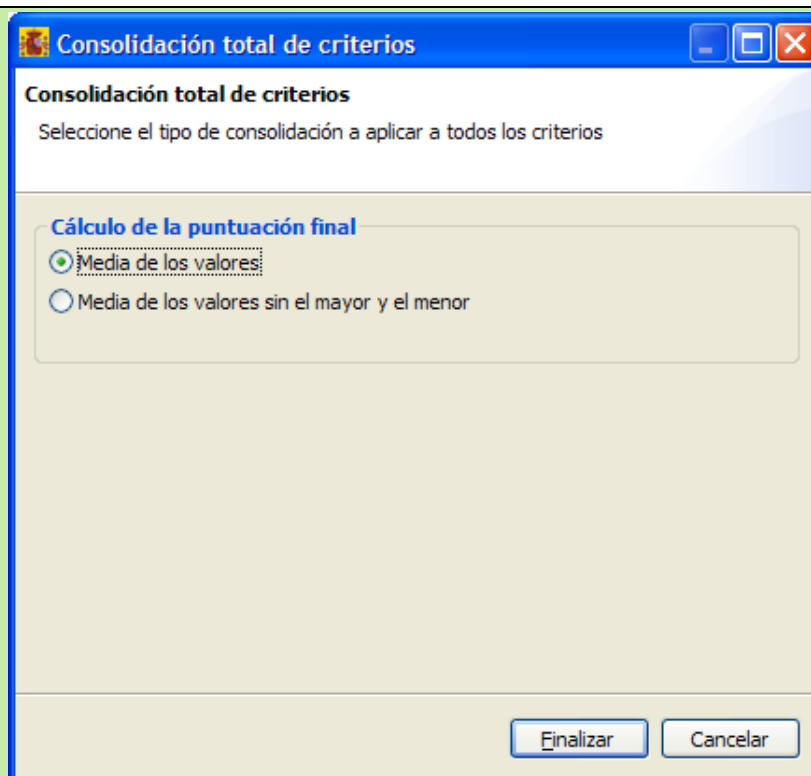 Consolidación total de criterios
Consolidación total de criterios
Seleccione el tipo de consolidación a aplicar a todos los criterios
Cálculo de la puntuación final
Media de los valores
Media de los valores sin el mayor y el menor
Finalizar Cancelar